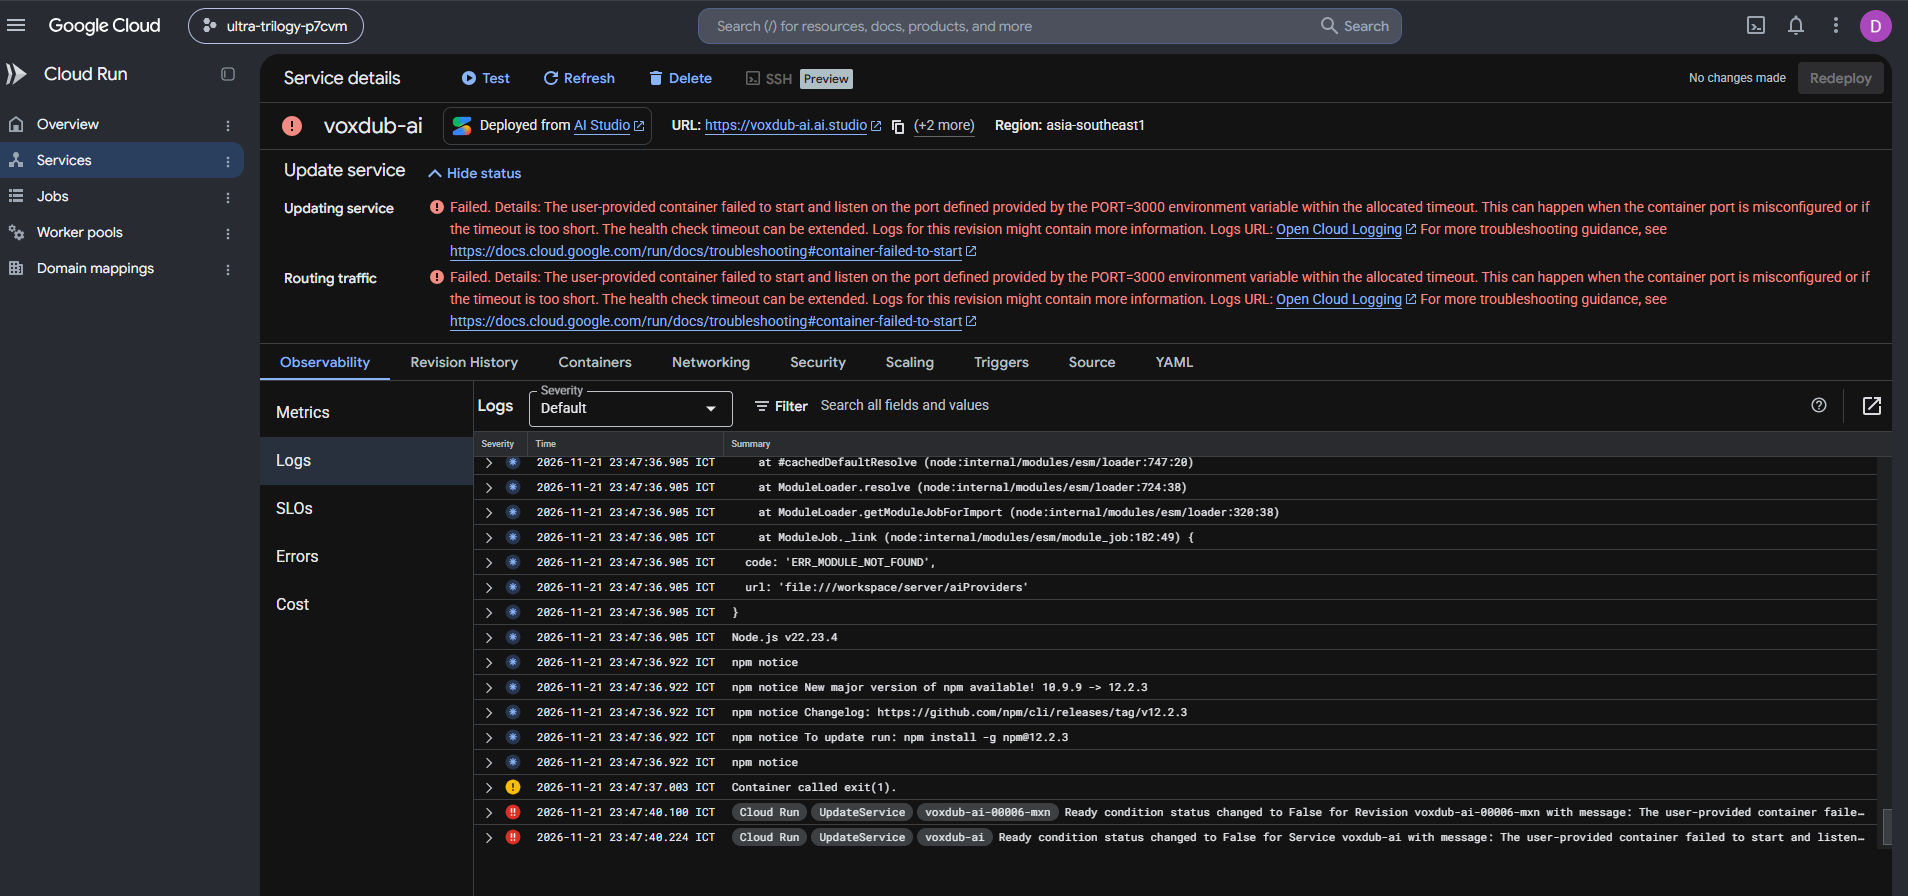 Google Cloud
ultra-trilogy-p7cvm
Search (/) for resources, docs, products, and more
Search
D
Cloud Run
Overview
Services
Jobs
Worker pools
Domain mappings
Service details
Test
Refresh
Delete
SSH
Preview
No changes made
Redeploy
voxdub-ai
Deployed from AI Studio
URL: https://voxdub-ai.ai.studio
(+2 more)
Region: asia-southeast1
Update service
Hide status
Updating service
Failed. Details: The user-provided container failed to start and listen on the port defined provided by the PORT=3000 environment variable within the allocated timeout. This can happen when the container port is misconfigured or if
the timeout is too short. The health check timeout can be extended. Logs for this revision might contain more information. Logs URL: Open Cloud Logging For more troubleshooting guidance, see
https://docs.cloud.google.com/run/docs/troubleshooting#container-failed-to-start
Routing traffic
Failed. Details: The user-provided container failed to start and listen on the port defined provided by the PORT=3000 environment variable within the allocated timeout. This can happen when the container port is misconfigured or if
the timeout is too short. The health check timeout can be extended. Logs for this revision might contain more information. Logs URL: Open Cloud Logging For more troubleshooting guidance, see
https://docs.cloud.google.com/run/docs/troubleshooting#container-failed-to-start
Observability
Revision History
Containers
Networking
Security
Scaling
Triggers
Source
YAML
Metrics
Logs
SLOs
Errors
Cost
Logs
Severity
Default
Filter
Search all fields and values
Severity Time Summary
2026-11-21 23:47:36.905 ICT at #cachedDefaultResolve (node:internal/modules/esm/loader:747:20)
2026-11-21 23:47:36.905 ICT at ModuleLoader.resolve (node:internal/modules/esm/loader:724:38)
2026-11-21 23:47:36.905 ICT at ModuleLoader.getModuleJobForImport (node:internal/modules/esm/loader:320:38)
2026-11-21 23:47:36.905 ICT at ModuleJob._link (node:internal/modules/esm/module_job:182:49) {
2026-11-21 23:47:36.905 ICT code: 'ERR_MODULE_NOT_FOUND',
2026-11-21 23:47:36.905 ICT url: 'file:///workspace/server/aiProviders'
2026-11-21 23:47:36.905 ICT }
2026-11-21 23:47:36.905 ICT Node.js v22.23.4
2026-11-21 23:47:36.922 ICT npm notice
2026-11-21 23:47:36.922 ICT npm notice New major version of npm available! 10.9.9 -> 12.2.3
2026-11-21 23:47:36.922 ICT npm notice Changelog: https://github.com/npm/cli/releases/tag/v12.2.3
2026-11-21 23:47:36.922 ICT npm notice To update run: npm install -g npm@12.2.3
2026-11-21 23:47:36.922 ICT npm notice
2026-11-21 23:47:37.003 ICT Container called exit(1).
2026-11-21 23:47:40.100 ICT Cloud Run UpdateService voxdub-ai-00006-mxn Ready condition status changed to False for Revision voxdub-ai-00006-mxn with message: The user-provided container faile…
2026-11-21 23:47:40.224 ICT Cloud Run UpdateService voxdub-ai Ready condition status changed to False for Service voxdub-ai with message: The user-provided container failed to start and listen…